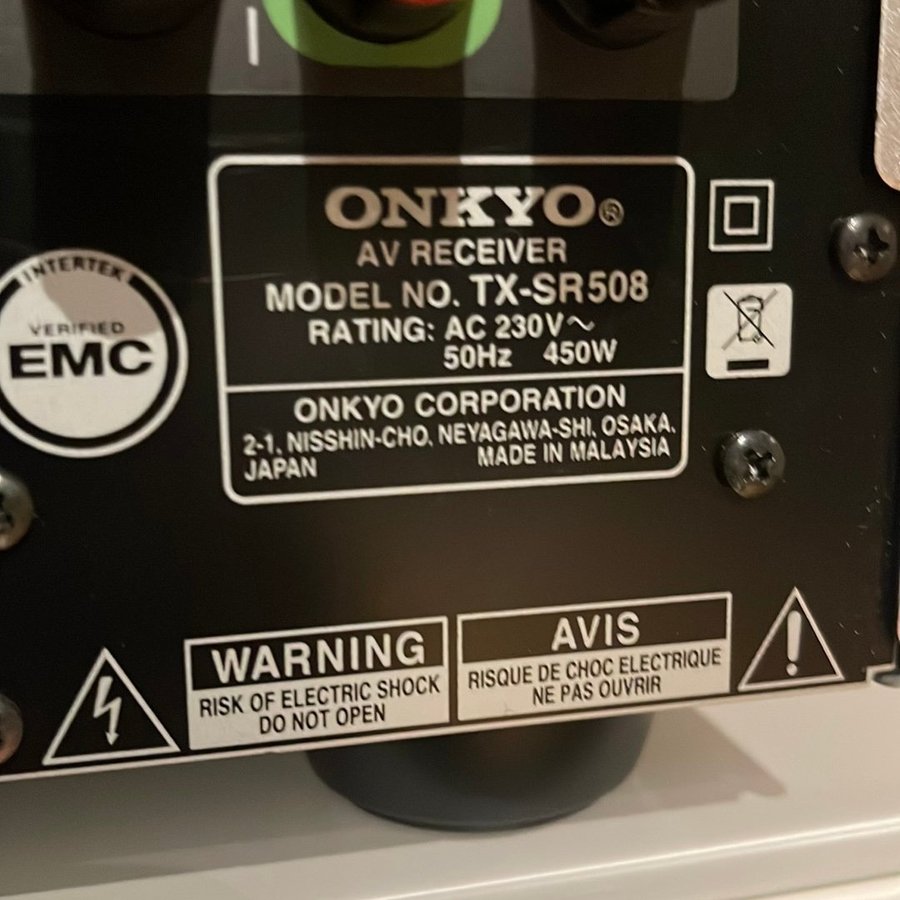 ONKYO®
AV RECEIVER
MODEL NO. TX-SR508
RATING: AC 230V~
50Hz 450W
ONKYO CORPORATION
2-1, NISSHIN-CHO, NEYAGAWA-SHI, OSAKA,
JAPAN MADE IN MALAYSIA
INTERTEK
VERIFIED
EMC
WARNING
RISK OF ELECTRIC SHOCK
DO NOT OPEN
AVIS
RISQUE DE CHOC ELECTRIQUE
NE PAS OUVRIR